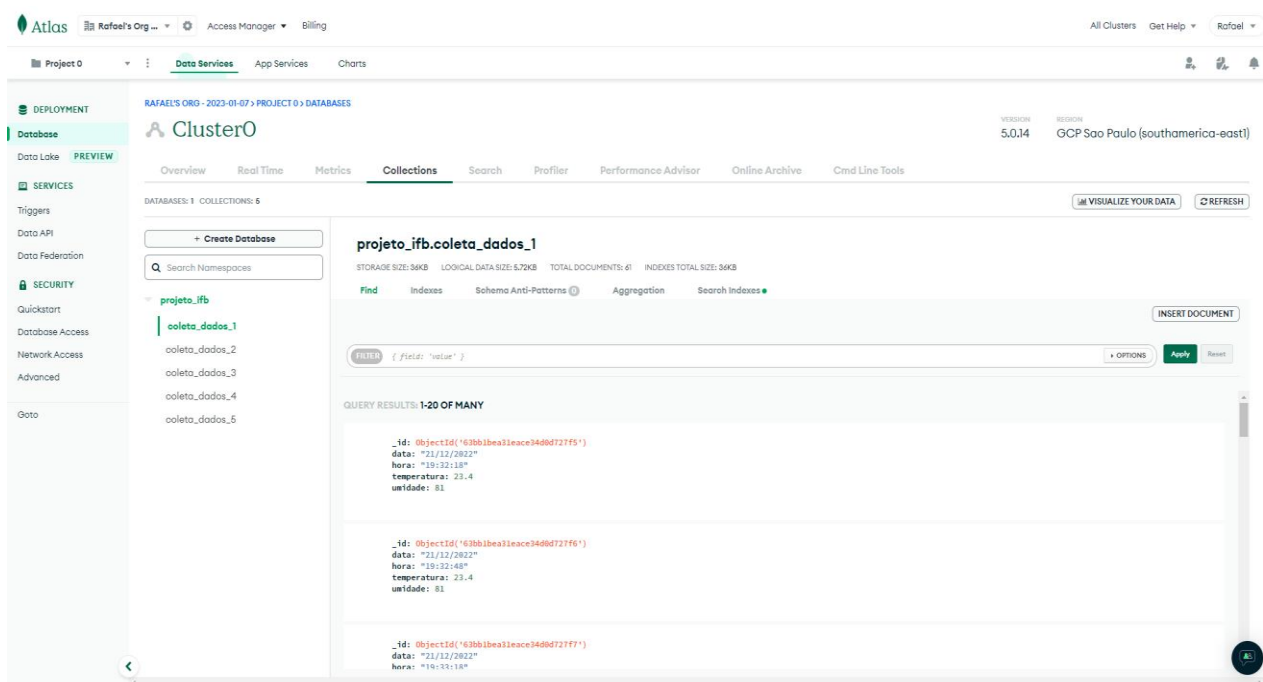 Atlas
Rafael's Org ...
Access Manager
Billing
All Clusters
Get Help
Rafael
Project 0
Data Services
App Services
Charts
DEPLOYMENT
Database
Data Lake PREVIEW
SERVICES
Triggers
Data API
Data Federation
SECURITY
Quickstart
Database Access
Network Access
Advanced
Goto
RAFAEL'S ORG - 2023-01-07 > PROJECT 0 > DATABASES
Cluster0
VERSION
5.0.14
REGION
GCP Sao Paulo (southamerica-east1)
Overview
Real Time
Metrics
Collections
Search
Profiler
Performance Advisor
Online Archive
Cmd Line Tools
DATABASES: 1 COLLECTIONS: 5
VISUALIZE YOUR DATA
REFRESH
+ Create Database
Search Namespaces
projeto_ifb
coleta_dados_1
coleta_dados_2
coleta_dados_3
coleta_dados_4
coleta_dados_5
projeto_ifb.coleta_dados_1
STORAGE SIZE: 36KB LOGICAL DATA SIZE: 5.72KB TOTAL DOCUMENTS: 61 INDEXES TOTAL SIZE: 36KB
Find
Indexes
Schema Anti-Patterns 0
Aggregation
Search Indexes
INSERT DOCUMENT
FILTER { field: 'value' }
OPTIONS
Apply
Reset
QUERY RESULTS: 1-20 OF MANY
_id: ObjectId('63bb1bea31eace34d0d727f5')
data: "21/12/2022"
hora: "19:32:18"
temperatura: 23.4
umidade: 81
_id: ObjectId('63bb1bea31eace34d0d727f6')
data: "21/12/2022"
hora: "19:32:48"
temperatura: 23.4
umidade: 81
_id: ObjectId('63bb1bea31eace34d0d727f7')
data: "21/12/2022"
hora: "19:33:18"